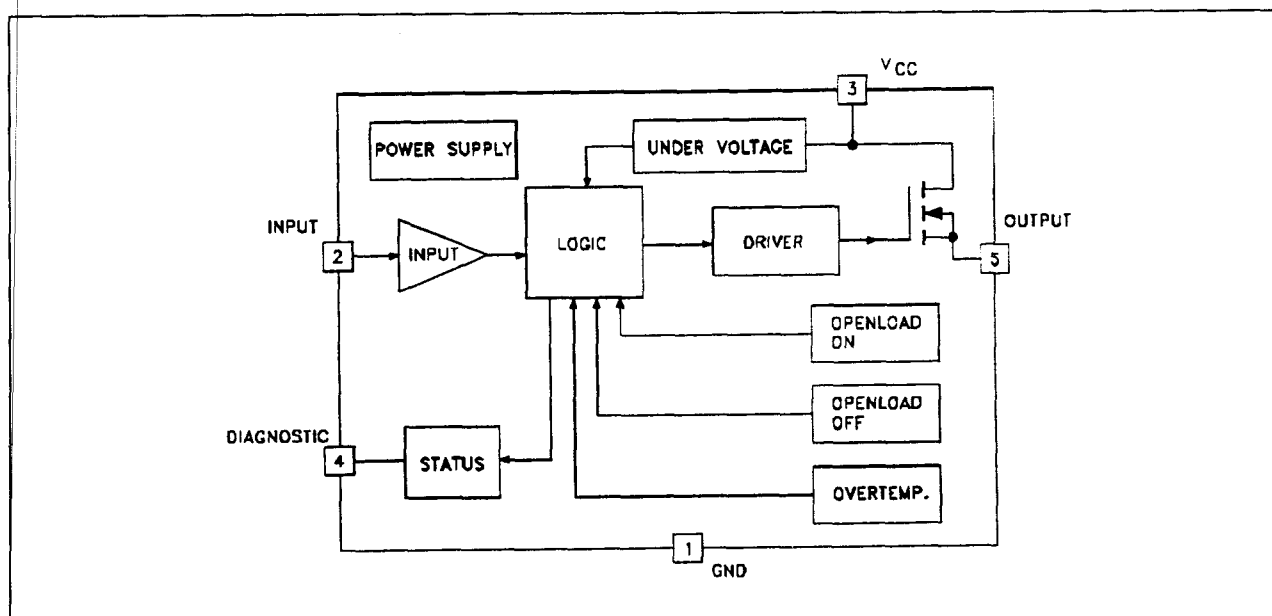 VCC
3
POWER SUPPLY
UNDER VOLTAGE
INPUT
2
INPUT
LOGIC
DRIVER
OUTPUT
5
OPENLOAD
ON
OPENLOAD
OFF
DIAGNOSTIC
4
STATUS
OVERTEMP.
1
GND